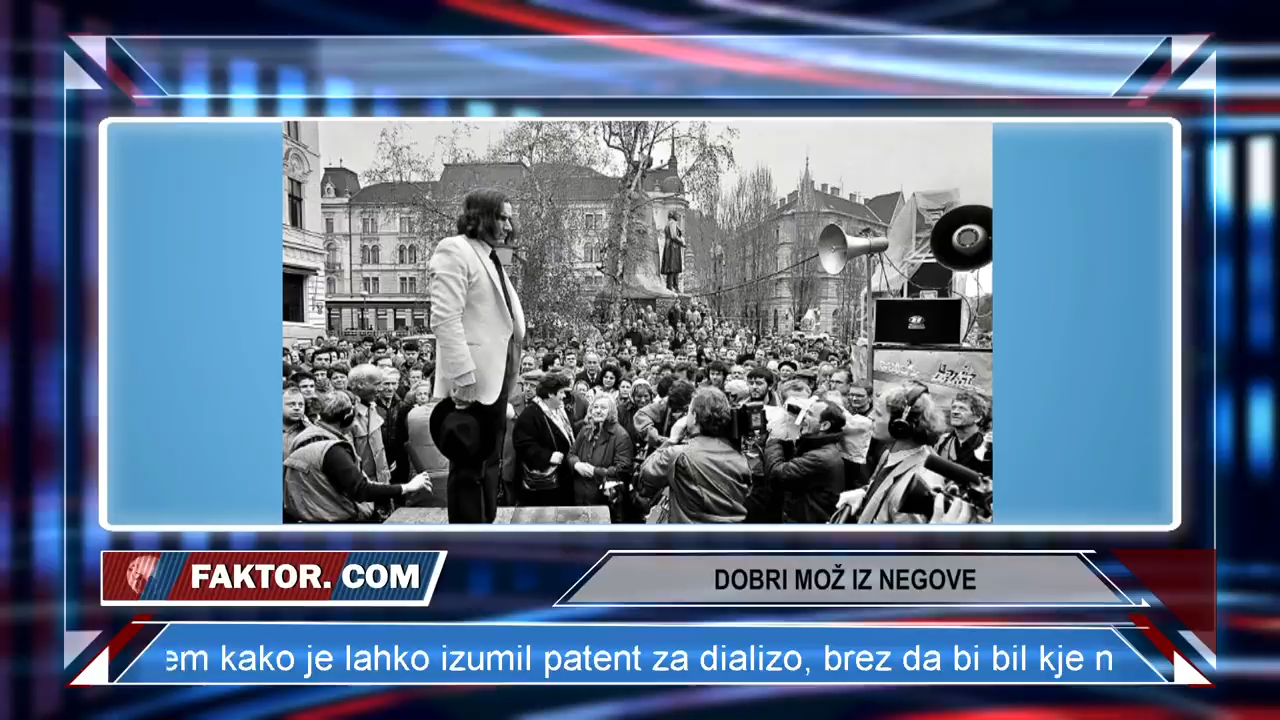 FAKTOR. COM
DOBRI MOŽ IZ NEGOVE
em kako je lahko izumil patent za dializo, brez da bi bil kje n